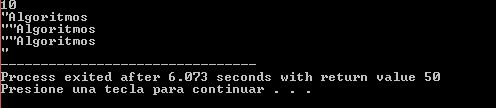 10
"Algoritmos
""Algoritmos
""Algoritmos
"
--------------------------------
Process exited after 6.073 seconds with return value 50
Presione una tecla para continuar . . .